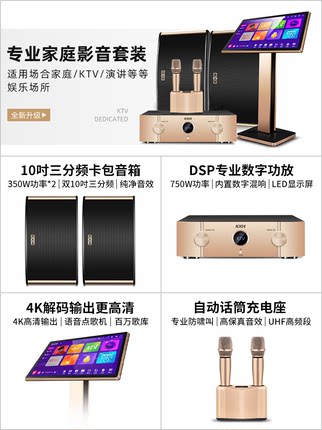 专业家庭影音套装
适用场合家庭/KTV/演讲等等
娱乐场所
全新升级▶
KTV
DEDICATED
10吋三分频卡包音箱
350W功率*2|双10吋三分频|纯净音效
DSP专业数字功放
750W功率|内置数字混响|LED显示屏
4K解码输出更高清
4K高清输出|语音点歌机|百万歌库
自动话筒充电座
专业防啸叫|高保真音效|UHF高频段